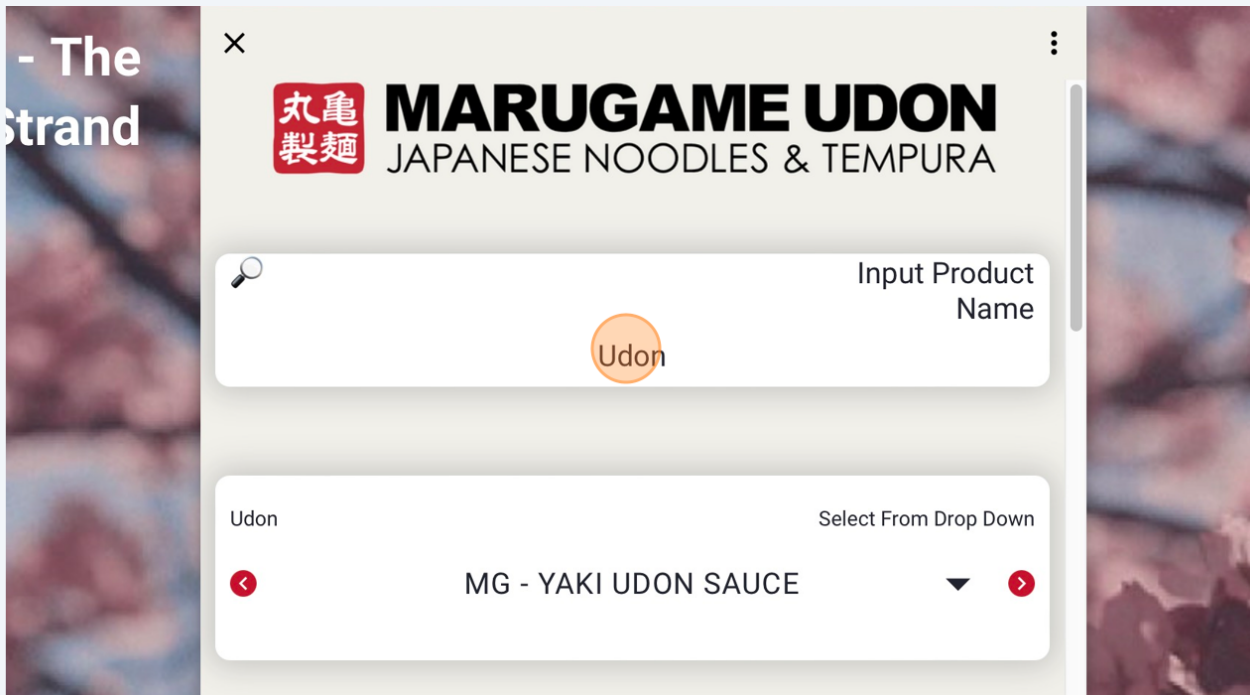 - The
Strand
丸亀
製麺
MARUGAME UDON
JAPANESE NOODLES & TEMPURA
Input Product
Name
Udon
Udon
Select From Drop Down
MG - YAKI UDON SAUCE